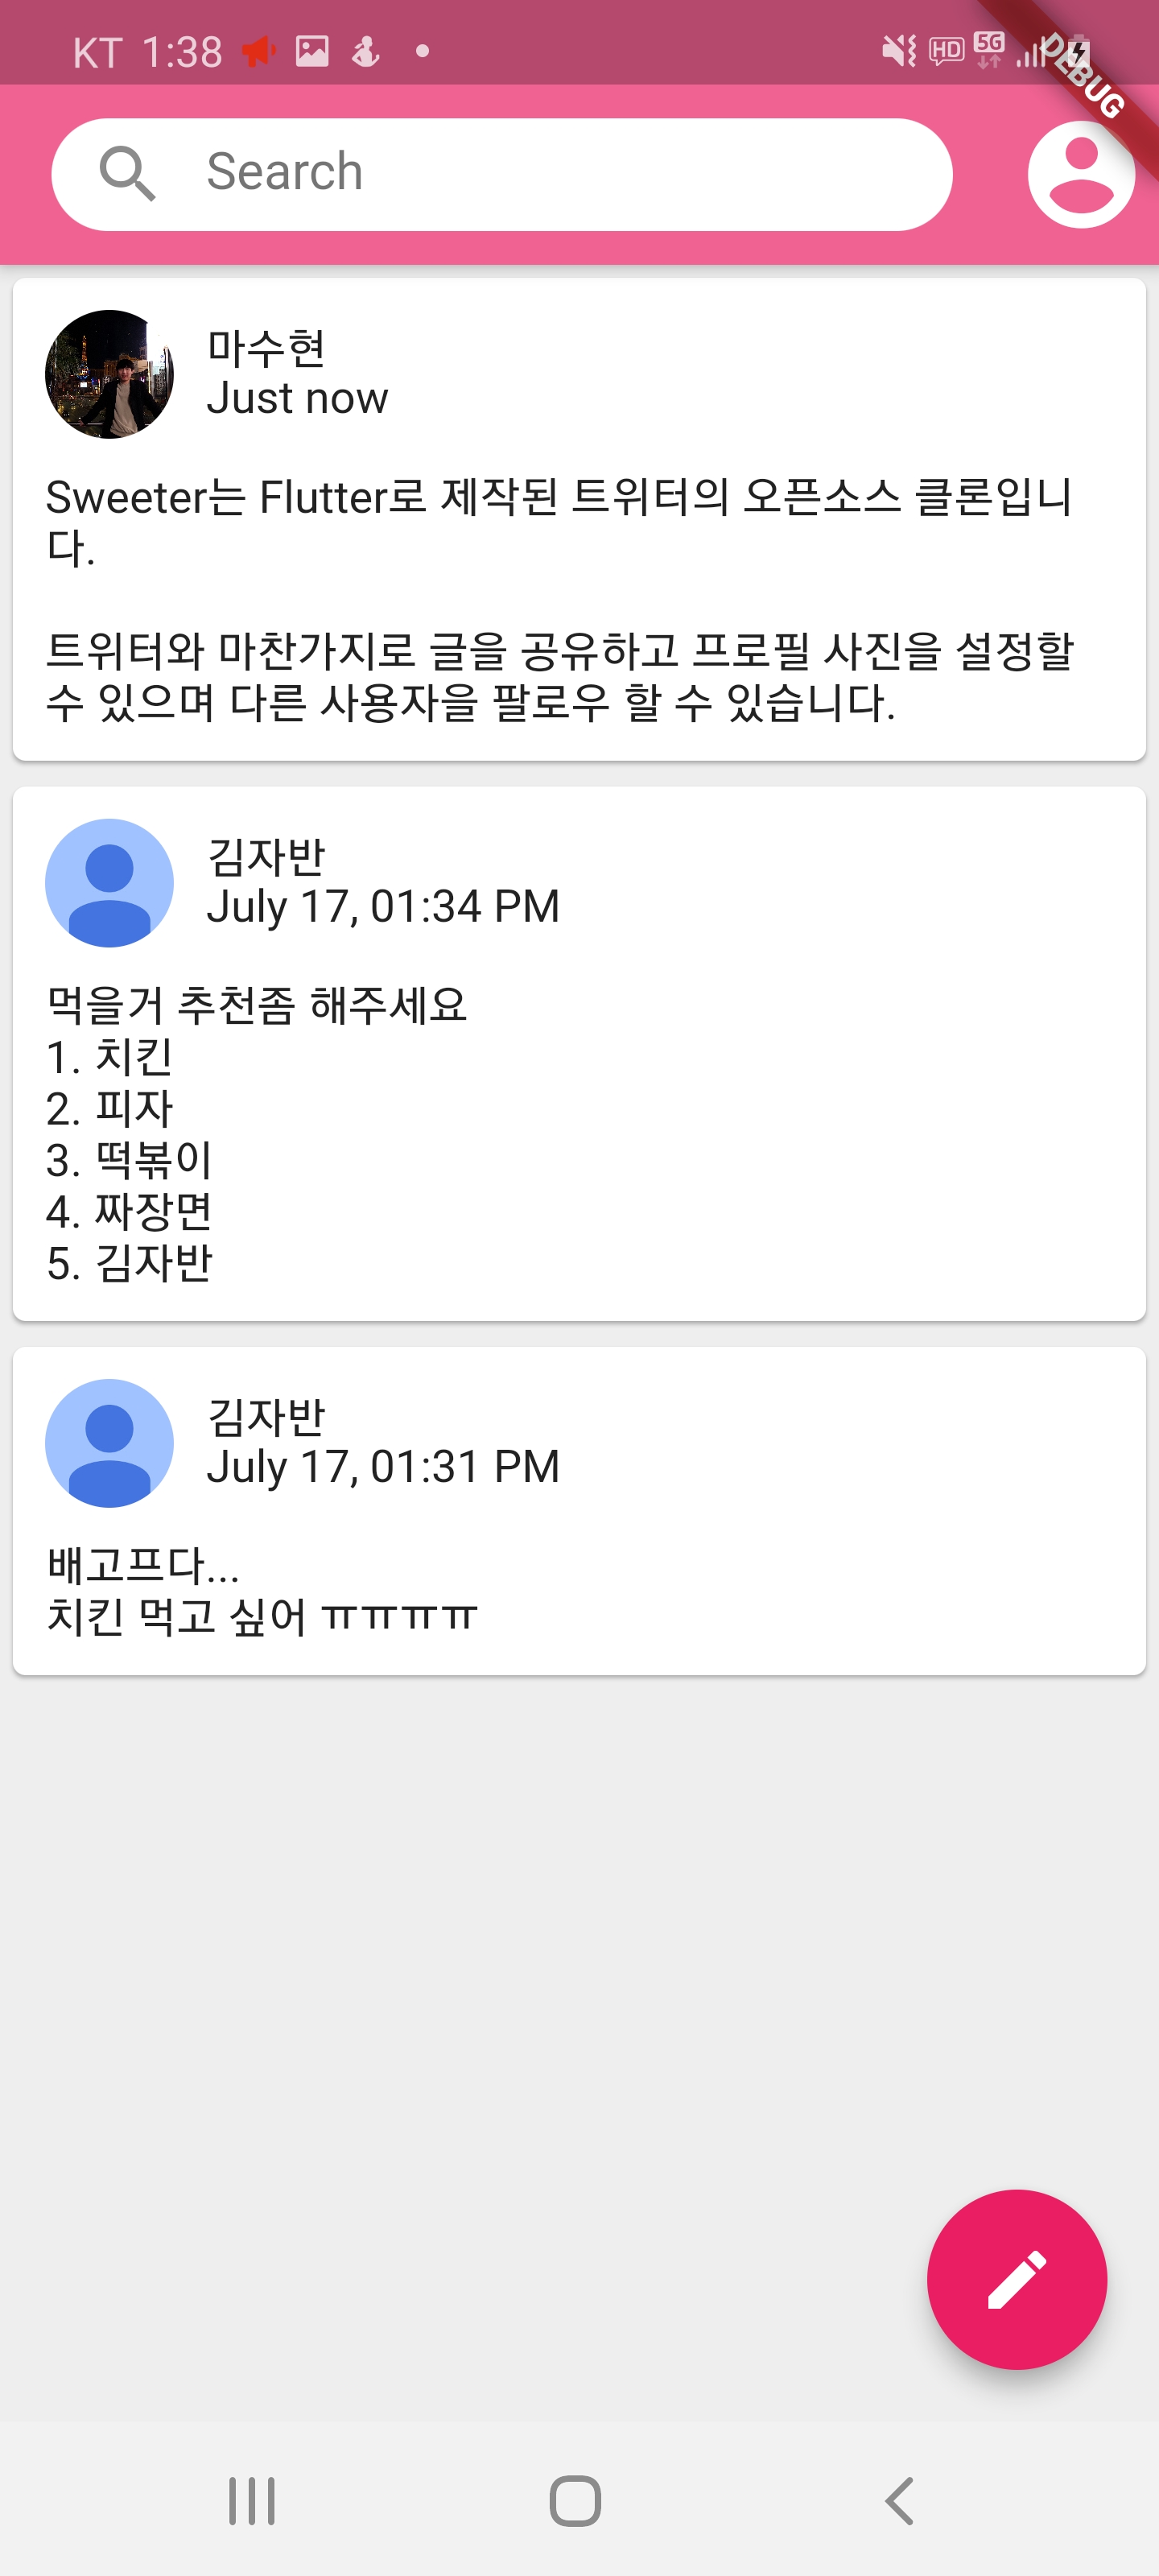 KT 1:38
HD 5G
DEBUG
Search
마수현
Just now
Sweeter는 Flutter로 제작된 트위터의 오픈소스 클론입니
다.
트위터와 마찬가지로 글을 공유하고 프로필 사진을 설정할
수 있으며 다른 사용자을 팔로우 할 수 있습니다.
김자반
July 17, 01:34 PM
먹을거 추천좀 해주세요
1. 치킨
2. 피자
3. 떡볶이
4. 짜장면
5. 김자반
김자반
July 17, 01:31 PM
배고프다...
치킨 먹고 싶어 ㅠㅠㅠㅠ